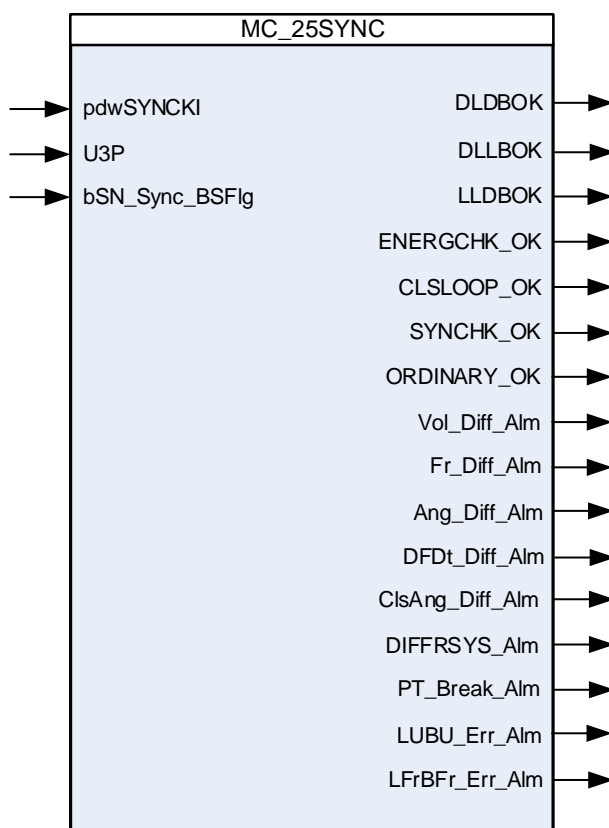 MC_25SYNC
pdwSYNCKI
U3P
bSN_Sync_BSFlg
DLDBOK
DLLBOK
LLDBOK
ENERGCHK_OK
CLSLOOP_OK
SYNCHK_OK
ORDINARY_OK
Vol_Diff_Alm
Fr_Diff_Alm
Ang_Diff_Alm
DFDt_Diff_Alm
ClsAng_Diff_Alm
DIFFRSYS_Alm
PT_Break_Alm
LUBU_Err_Alm
LFrBFr_Err_Alm